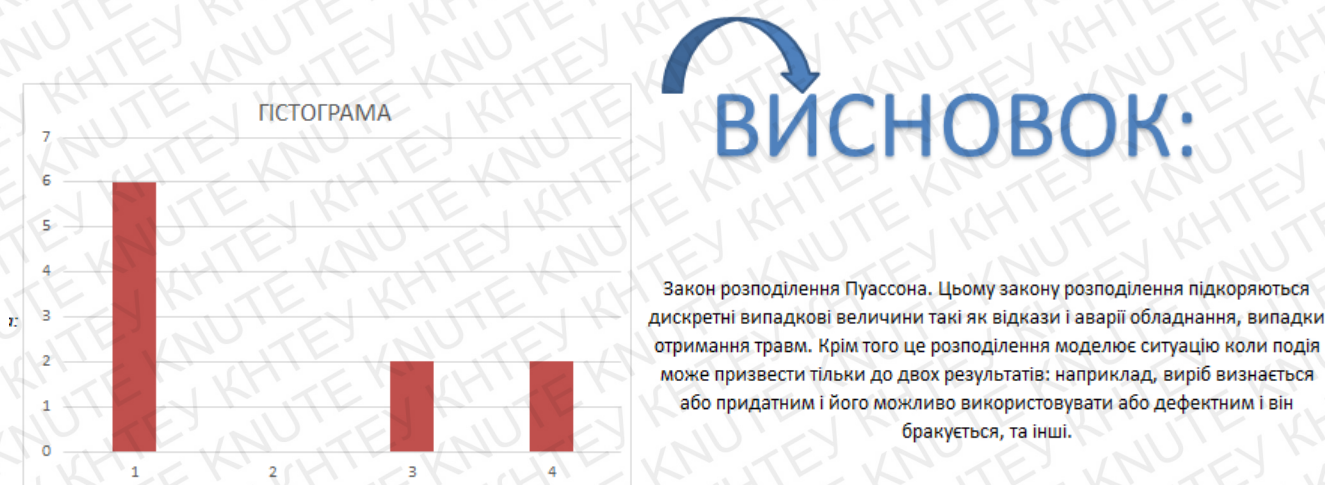 ГІСТОГРАМА
7
6
5
4
3
2
1
0
1 2 3 4
ВИСНОВОК:
Закон розподілення Пуассона. Цьому закону розподілення підкоряються
дискретні випадкові величини такі як відкази і аварії обладнання, випадки
отримання травм. Крім того це розподілення моделює ситуацію коли подія
може призвести тільки до двох результатів: наприклад, виріб визнається
або придатним і його можливо використовувати або дефектним і він
бракується, та інші.
KNUTE КНТЕУ